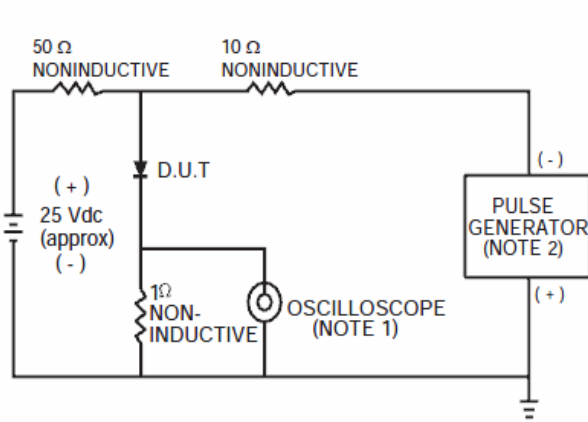 50 Ω
NONINDUCTIVE
10 Ω
NONINDUCTIVE
D.U.T
( + )
25 Vdc
(approx)
( - )
1Ω
NON-
INDUCTIVE
OSCILLOSCOPE
(NOTE 1)
( - )
PULSE
GENERATOR
(NOTE 2)
( + )